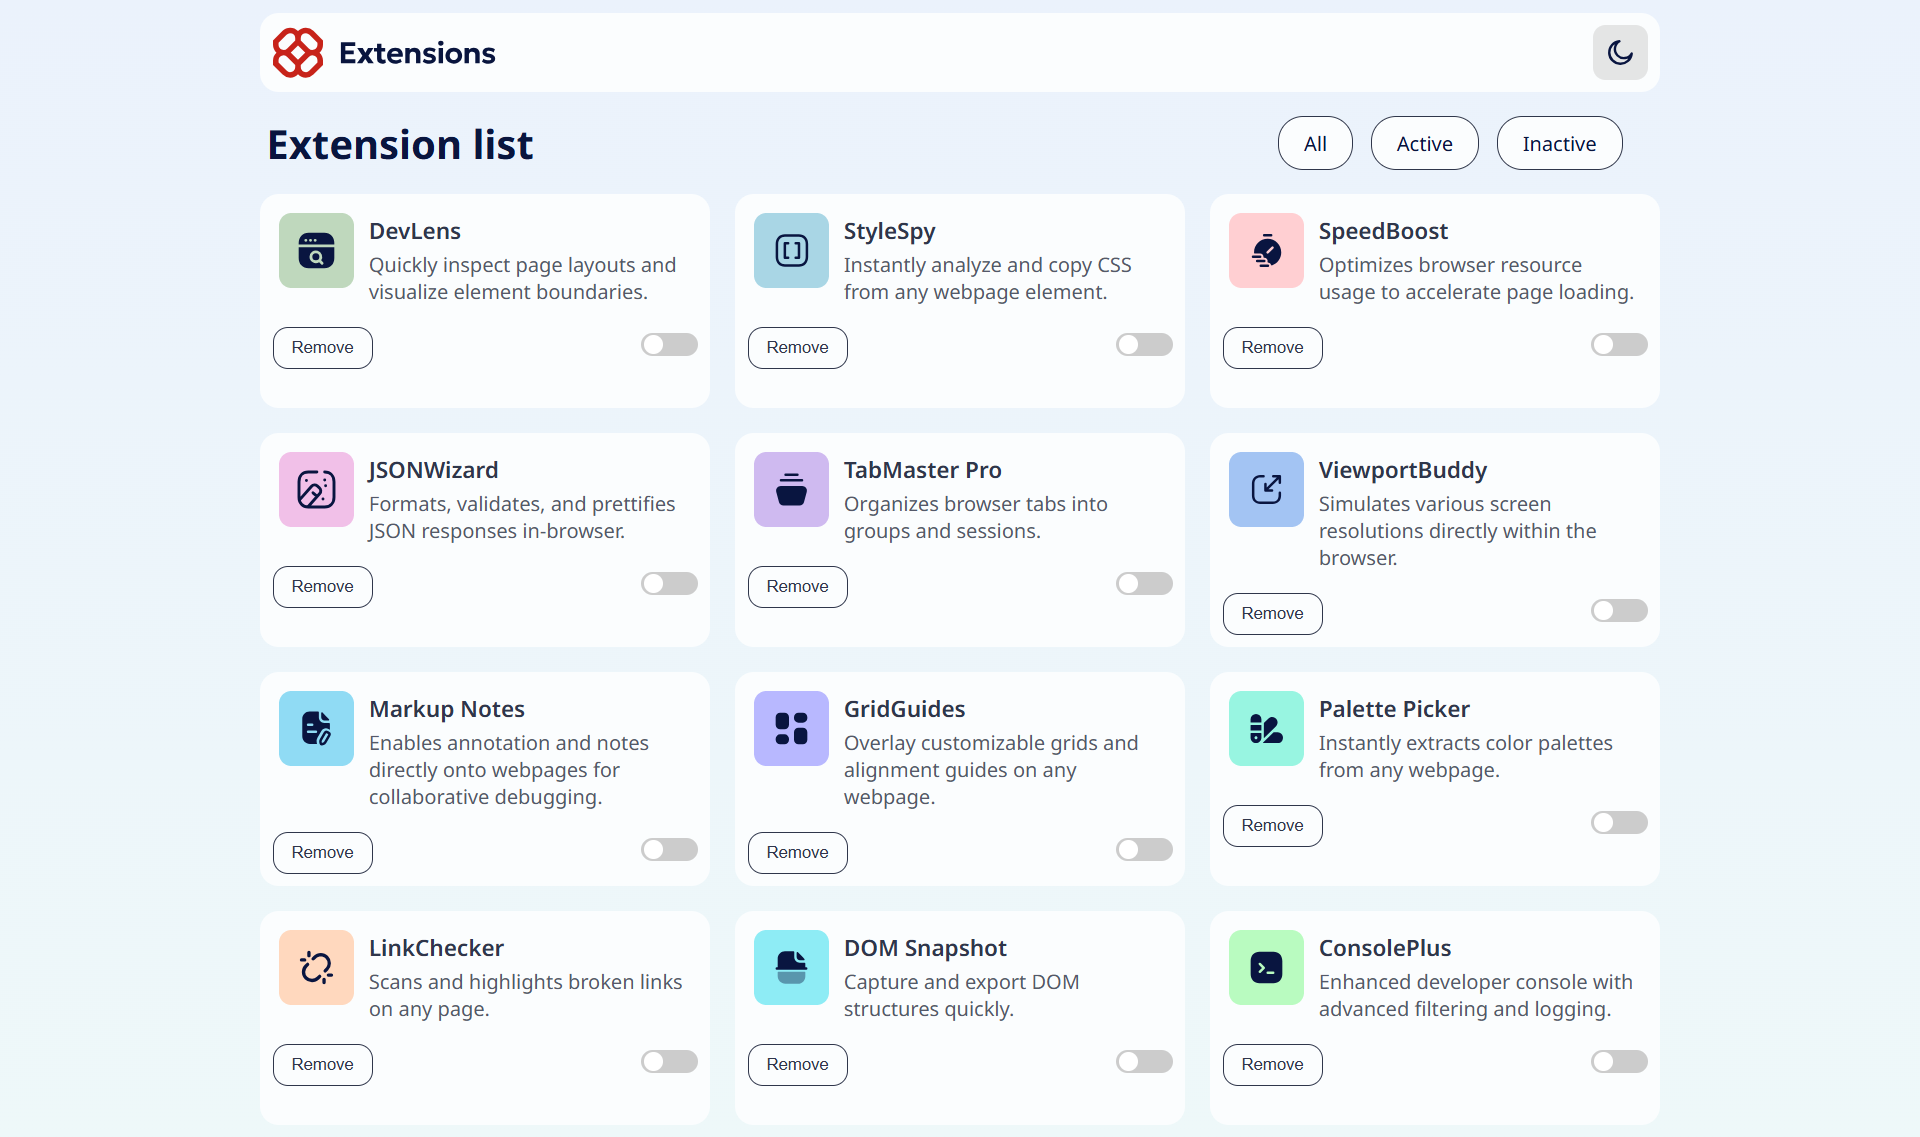 Extensions
Extension list
All
Active
Inactive
DevLens
Quickly inspect page layouts and
visualize element boundaries.
Remove
StyleSpy
Instantly analyze and copy CSS
from any webpage element.
Remove
SpeedBoost
Optimizes browser resource
usage to accelerate page loading.
Remove
JSONWizard
Formats, validates, and prettifies
JSON responses in-browser.
Remove
TabMaster Pro
Organizes browser tabs into
groups and sessions.
Remove
ViewportBuddy
Simulates various screen
resolutions directly within the
browser.
Remove
Markup Notes
Enables annotation and notes
directly onto webpages for
collaborative debugging.
Remove
GridGuides
Overlay customizable grids and
alignment guides on any
webpage.
Remove
Palette Picker
Instantly extracts color palettes
from any webpage.
Remove
LinkChecker
Scans and highlights broken links
on any page.
Remove
DOM Snapshot
Capture and export DOM
structures quickly.
Remove
ConsolePlus
Enhanced developer console with
advanced filtering and logging.
Remove